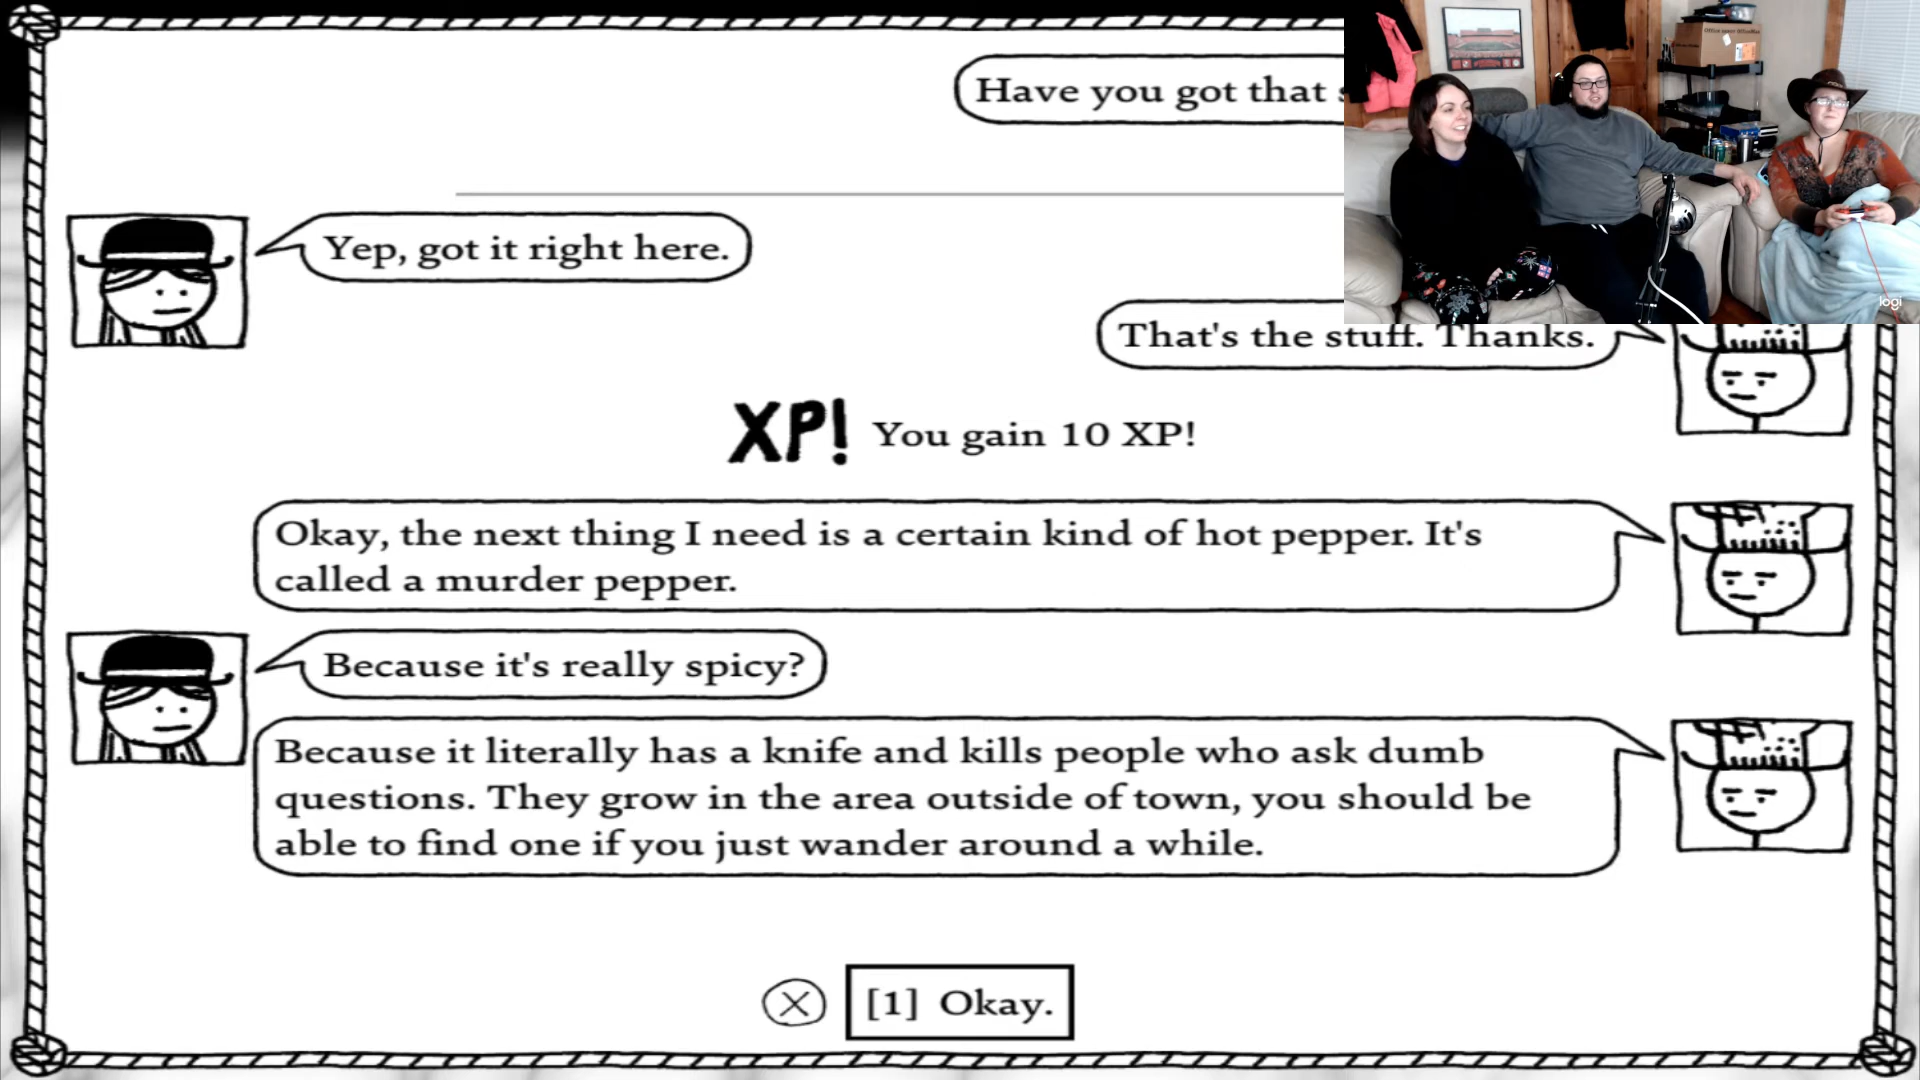 Have you got that
Yep, got it right here.
That's the stuff. Thanks.
XP! You gain 10 XP!
Okay, the next thing I need is a certain kind of hot pepper. It's
called a murder pepper.
Because it's really spicy?
Because it literally has a knife and kills people who ask dumb
questions. They grow in the area outside of town, you should be
able to find one if you just wander around a while.
[1] Okay.
logi